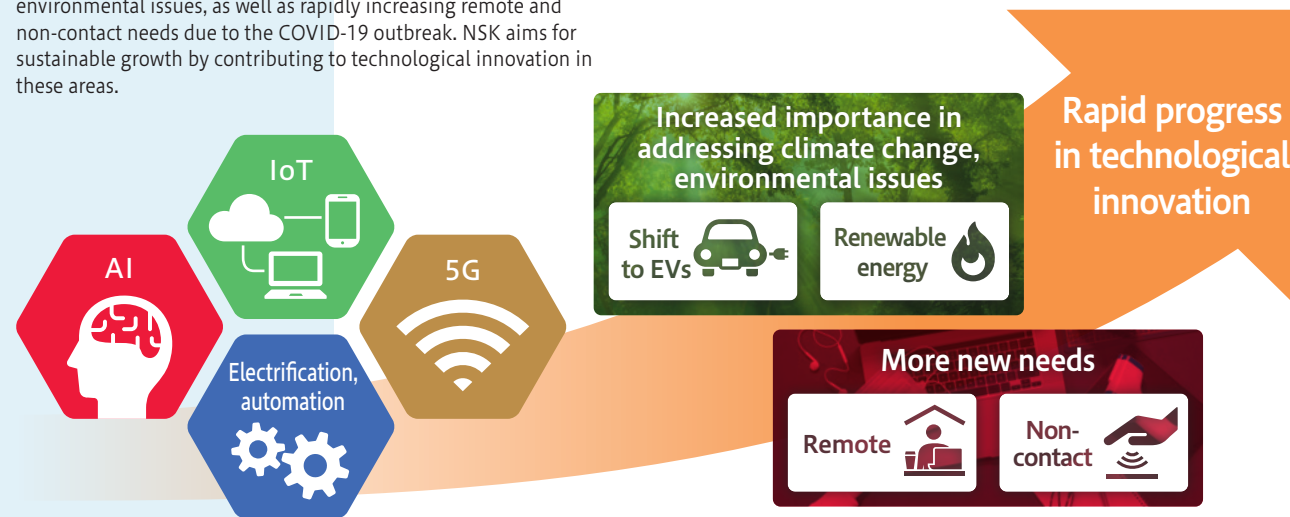 environmental issues, as well as rapidly increasing remote and
non-contact needs due to the COVID-19 outbreak. NSK aims for
sustainable growth by contributing to technological innovation in
these areas.
IoT
AI
5G
Electrification,
automation
Increased importance in
addressing climate change,
environmental issues
Shift
to EVs
Renewable
energy
More new needs
Remote
Non-
contact
Rapid progress
in technological
innovation